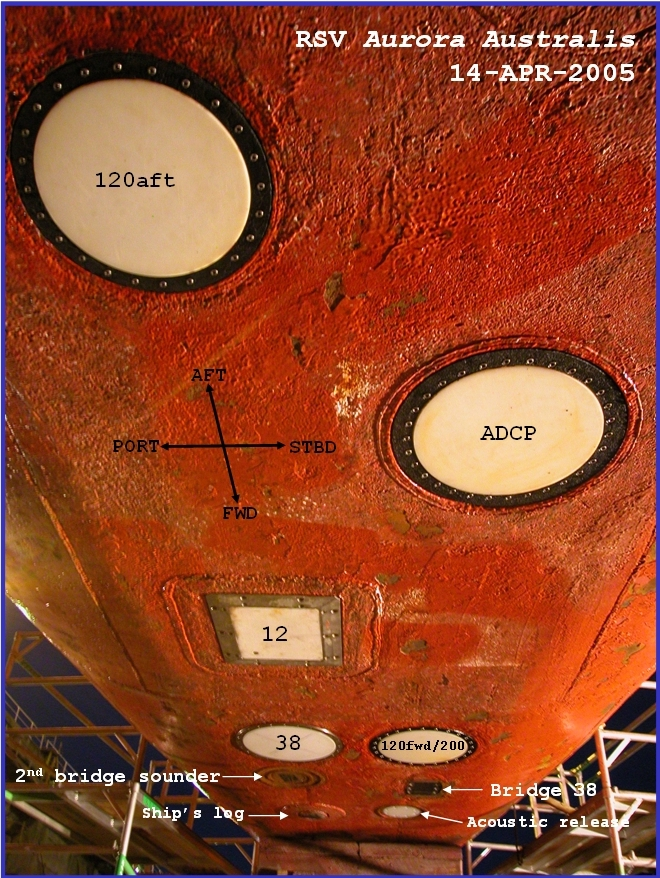 RSV Aurora Australis
14-APR-2005
120aft
AFT
PORT
STBD
ADCP
FWD
12
38
120fwd/200
2nd bridge sounder
Bridge 38
Ship's log
Acoustic release